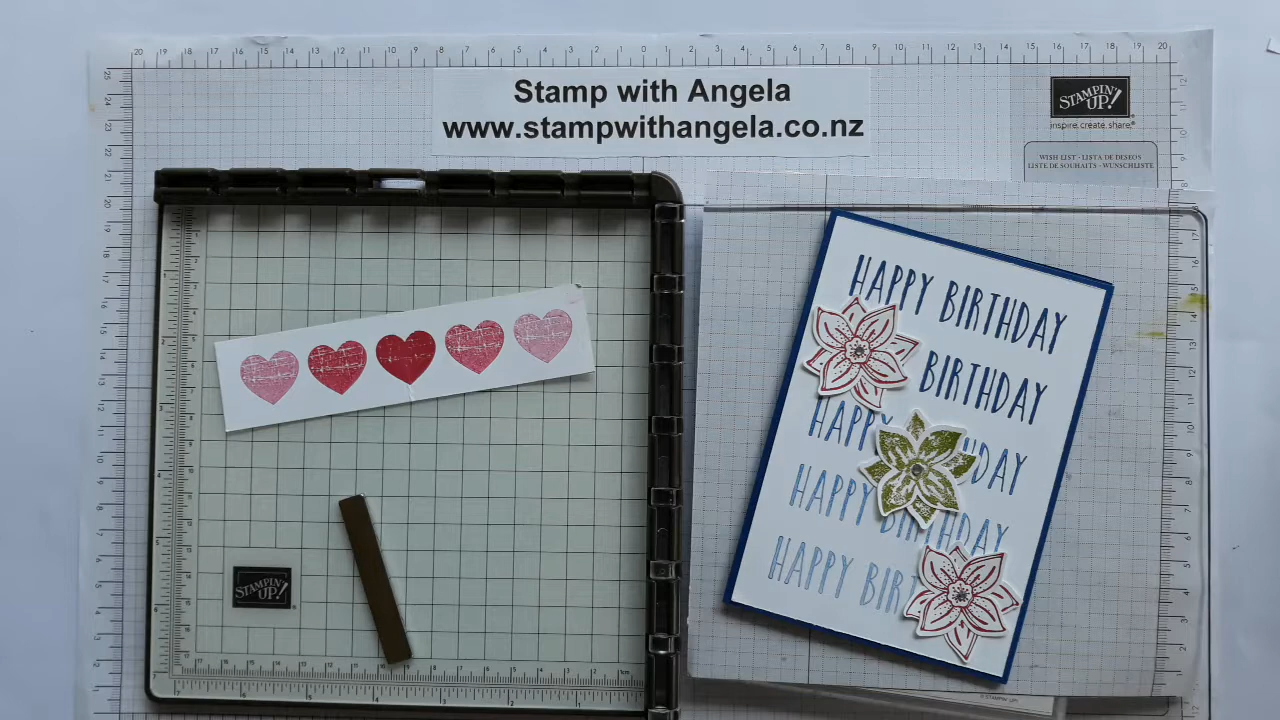 Stamp with Angela
www.stampwithangela.co.nz
STAMPIN' UP!
inspire.create.share.
WISH LIST • LISTA DE DESEOS
LISTE DE SOUHAITS • WUNSCHLISTE
HAPPY BIRTHDAY
BIRTHDAY
HAPPY
HAPPY BIRTHDAY
HAPPY
STAMPIN' UP!